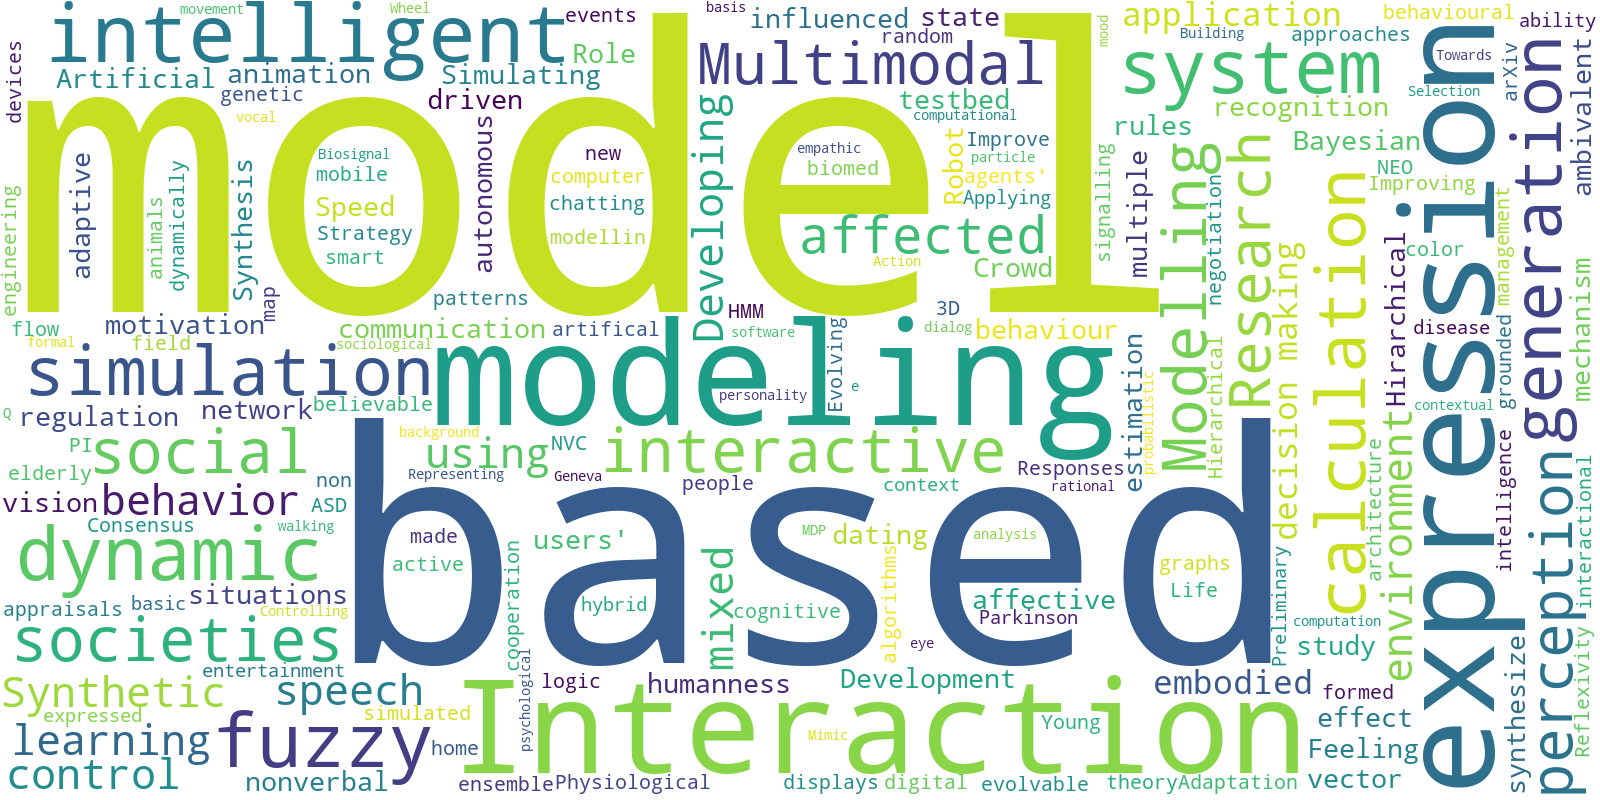 movement
Wheel
basis
events
influenced
state
application
behavioural
ability
intelligent
Role
random
Building
approaches
mood
devices
Artificial
animation
Simulating
Multimodal
system
Towards
arXiv
genetic
driven
testbed
Selection
ambivalent
vocal
computational
recognition
model
Developing
autonomous
Biosignal
new
empathic
Robot
Improve
rules
Bayesian
mobile
computer
biomed
particle
agents'
NEO
adaptive
animals
dynamically
Synthesis
Speed
chatting
Applying
signalling
multiple
Modelling
Research
Improving
engineering
Strategy
modellin
affected
negotiation
calculation
expression
generation
smart
Action
Crowd
decision making
Hirarchical
color
management
mechanism
map
patterns
HMM
3D
flow
motivation
communication
artifical
software
dialog
behaviour
disease
grounded
formal
field
sociological
Evolving
estimation
Hierarchical
simulation
modeling
personality
e
probabilistic
contextual
Q
regulation
network
believable
background
environment
PI
social
using
NVC
interactive
Responses
architecture
intelligence
perception
interactional
elderly
non
Representing
Geneva
people
context
rational
vision
behavior
ASD
based
Consensus
walking
made
users'
MDP
dating
analysis
dynamic
active
cooperation
mixed
algorithms
graphs
Preliminary
situations
hybrid
cognitive
affective
Life
appraisals
basic
Controlling
Parkinson
computation
societies
eye
study
synthesize
Reflexivity
entertainment
psychological
Synthetic
speech
logic
humanness
Development
embodied
formed
expressed
simulated
Interaction
Young
effect
learning
fuzzy
home
Mimic
Feeling
control
nonverbal
ensemble
Physiological
displays
digital
evolvable
theory
Adaptation
vector